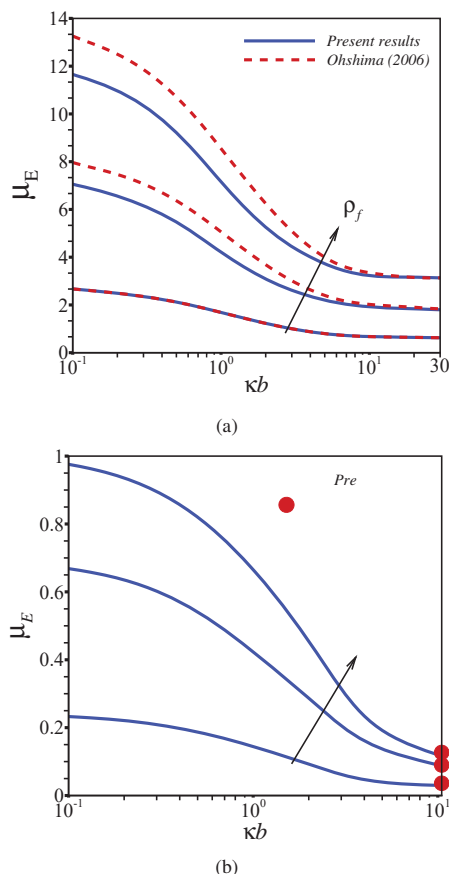 14
12
10
8
6
4
2
0
μE
Present results
Ohshima (2006)
ρf
10-1 100 101 30
κb
(a)
1
0.8
0.6
0.4
0.2
0
μE
Pre
10-1 100 101
κb
(b)